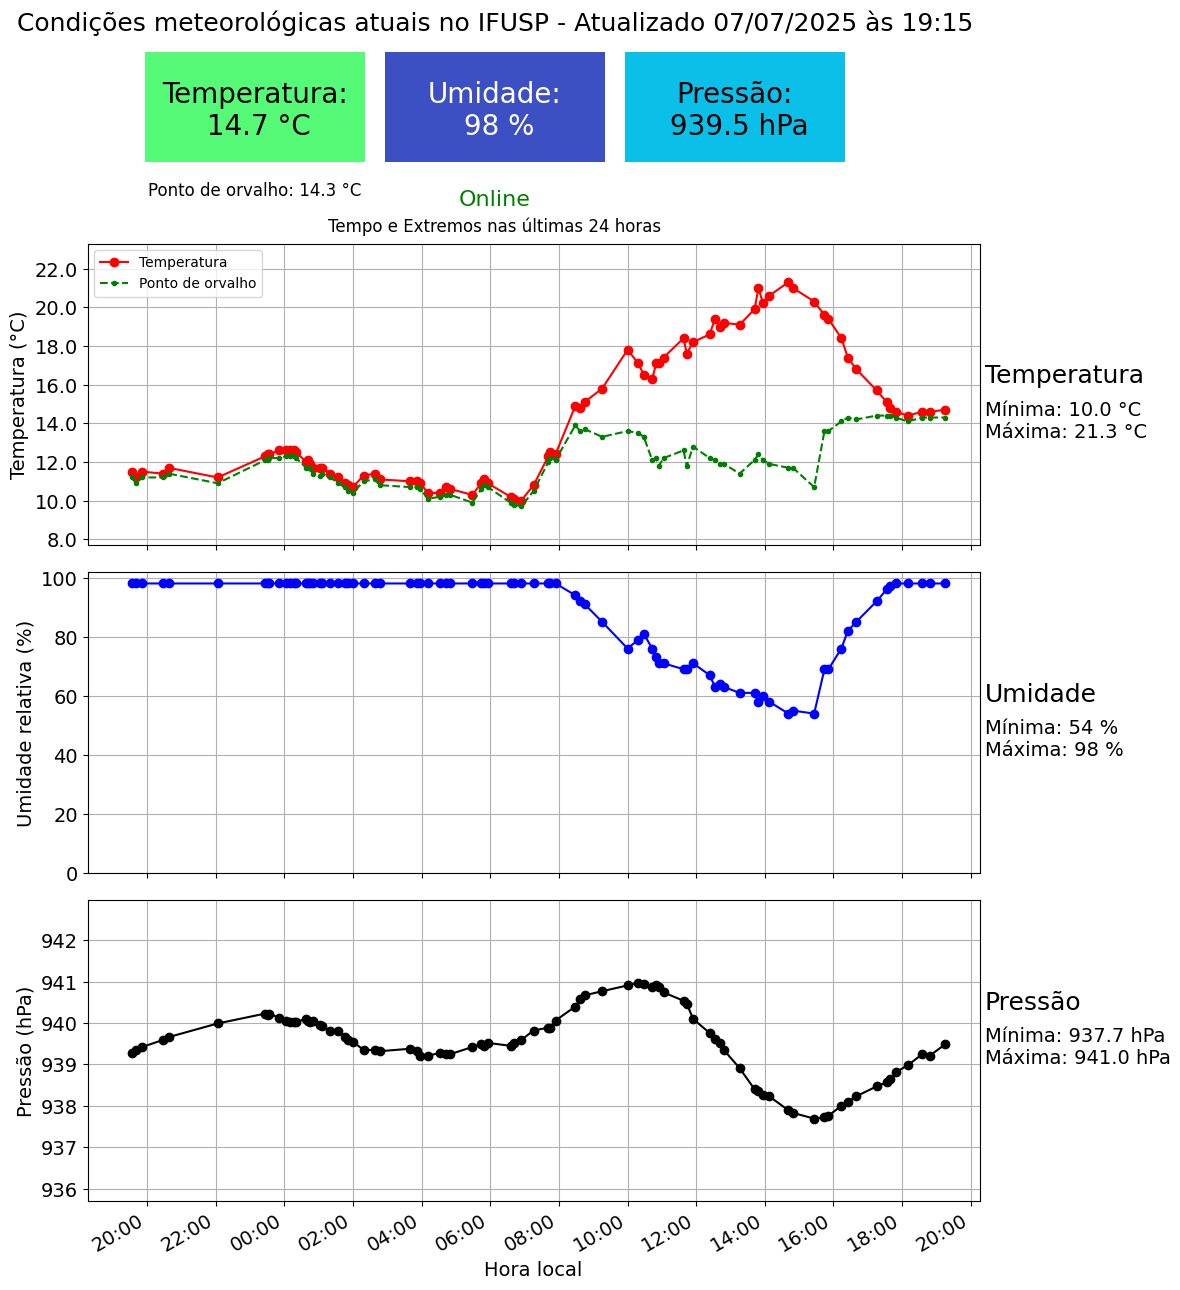 Condições meteorológicas atuais no IFUSP - Atualizado 07/07/2025 às 19:15
Temperatura:
14.7 °C
Umidade:
98 %
Pressão:
939.5 hPa
Ponto de orvalho: 14.3 °C
Online
Tempo e Extremos nas últimas 24 horas
Temperatura
Ponto de orvalho
Temperatura (°C)
22.0
20.0
18.0
16.0
14.0
12.0
10.0
8.0
Temperatura
Mínima: 10.0 °C
Máxima: 21.3 °C
Umidade relativa (%)
100
80
60
40
20
0
Umidade
Mínima: 54 %
Máxima: 98 %
Pressão (hPa)
942
941
940
939
938
937
936
Pressão
Mínima: 937.7 hPa
Máxima: 941.0 hPa
20:00 22:00 00:00 02:00 04:00 06:00 08:00 10:00 12:00 14:00 16:00 18:00 20:00
Hora local